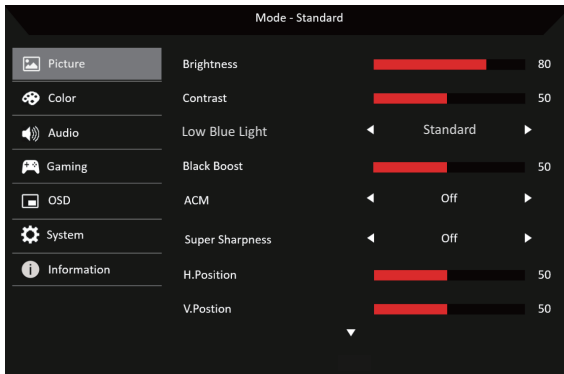 Mode - Standard
Picture
Brightness 80
Color
Contrast 50
Audio
Low Blue Light Standard
Gaming
Black Boost 50
OSD
ACM Off
System
Super Sharpness Off
Information
H.Position 50
V.Postion 50